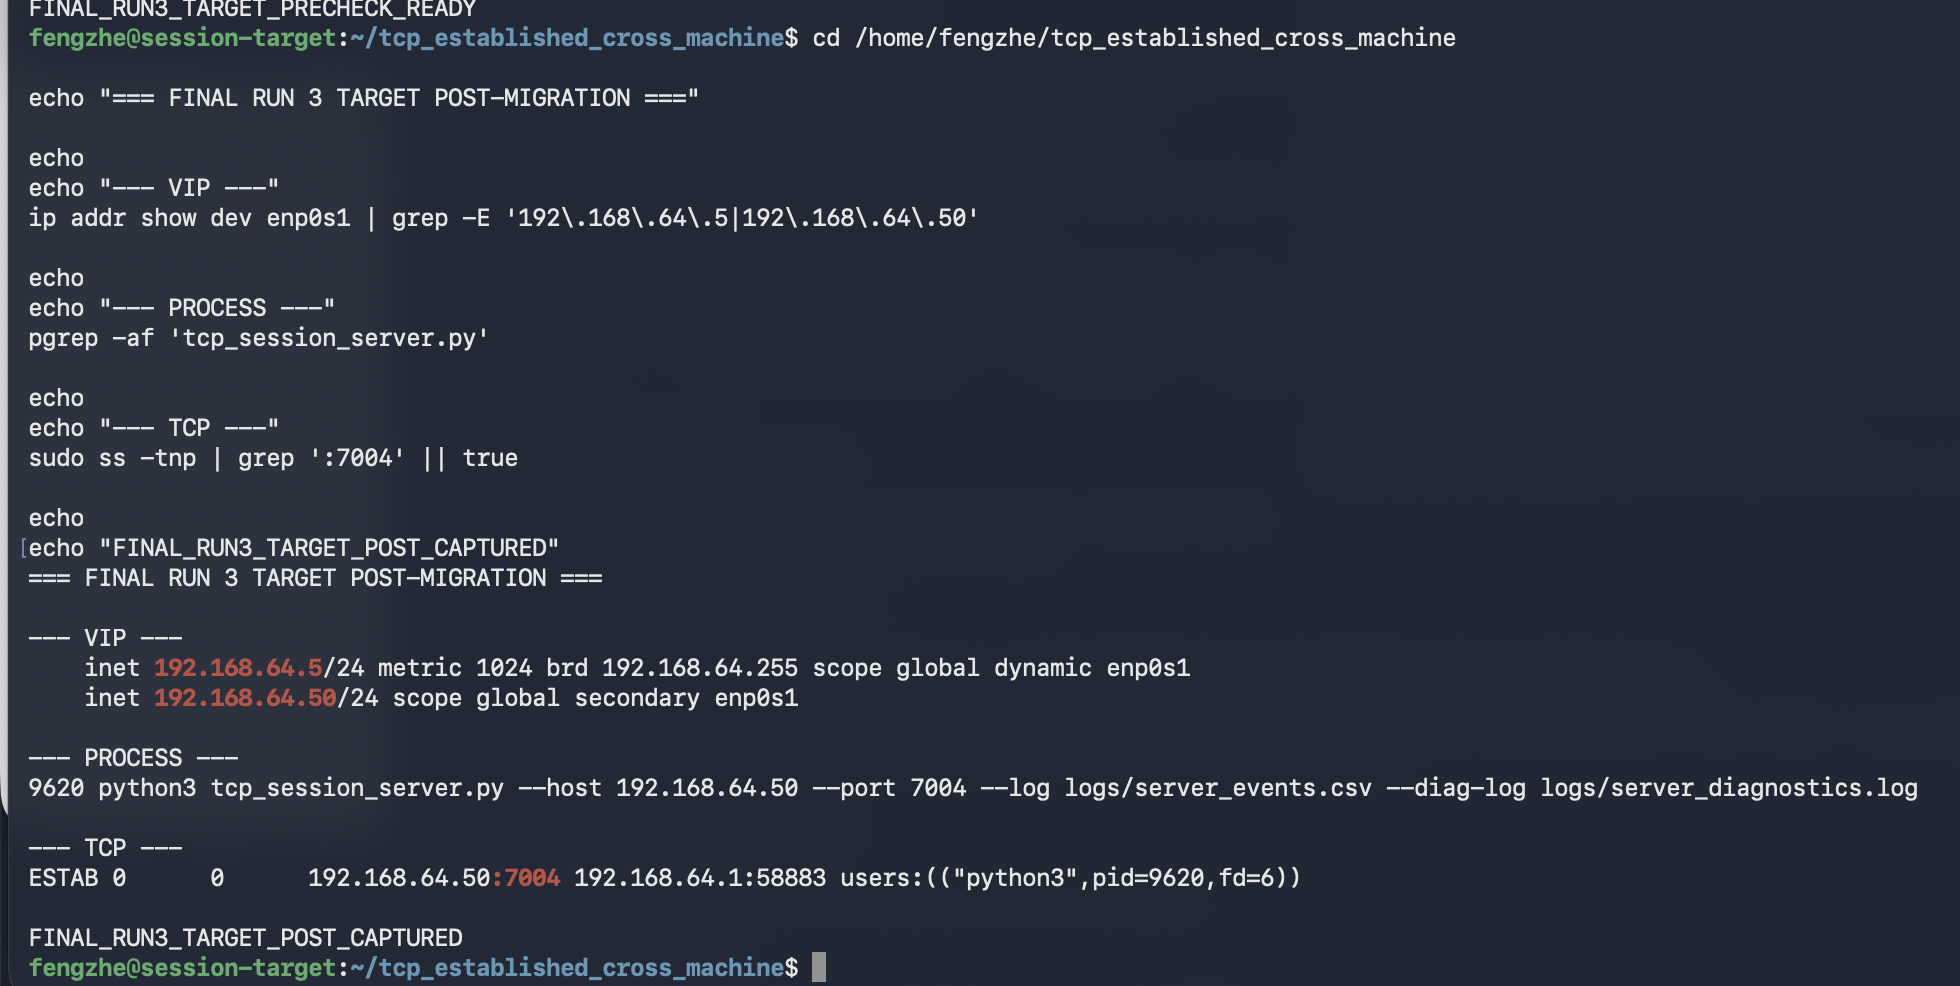 FINAL_RUN3_TARGET_PRECHECK_READY
fengzhe@session-target:~/tcp_established_cross_machine$ cd /home/fengzhe/tcp_established_cross_machine
echo "=== FINAL RUN 3 TARGET POST-MIGRATION ==="
echo
echo "--- VIP ---"
ip addr show dev enp0s1 | grep -E '192\.168\.64\.5|192\.168\.64\.50'
echo
echo "--- PROCESS ---"
pgrep -af 'tcp_session_server.py'
echo
echo "--- TCP ---"
sudo ss -tnp | grep ':7004' || true
echo
[echo "FINAL_RUN3_TARGET_POST_CAPTURED"
=== FINAL RUN 3 TARGET POST-MIGRATION ===
--- VIP ---
    inet 192.168.64.5/24 metric 1024 brd 192.168.64.255 scope global dynamic enp0s1
    inet 192.168.64.50/24 scope global secondary enp0s1
--- PROCESS ---
9620 python3 tcp_session_server.py --host 192.168.64.50 --port 7004 --log logs/server_events.csv --diag-log logs/server_diagnostics.log
--- TCP ---
ESTAB 0      0      192.168.64.50:7004 192.168.64.1:58883 users:(("python3",pid=9620,fd=6))
FINAL_RUN3_TARGET_POST_CAPTURED
fengzhe@session-target:~/tcp_established_cross_machine$